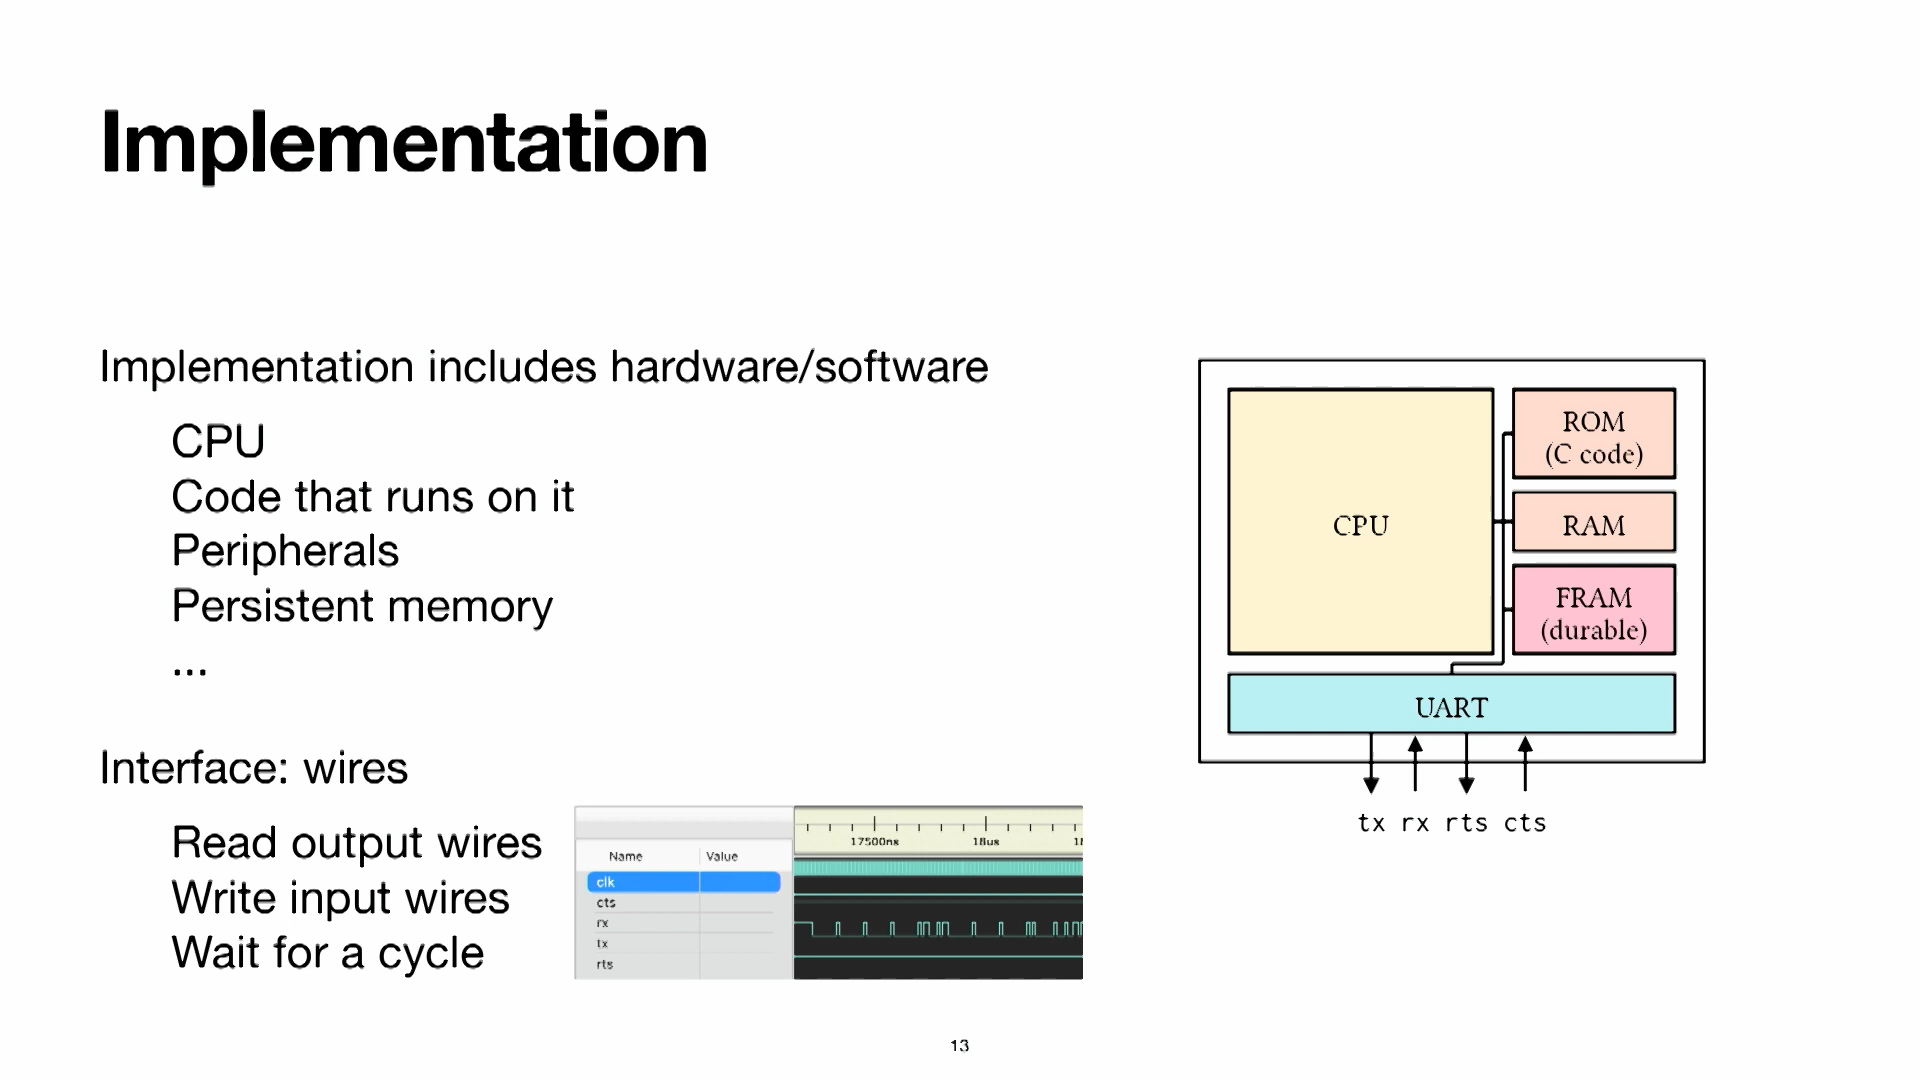 Implementation
Implementation includes hardware/software
CPU
Code that runs on it
Peripherals
Persistent memory
...
Interface: wires
Read output wires
Write input wires
Wait for a cycle
Name Value
clk
cts
rx
tx
rts
17500ns 18us
CPU
ROM
(C code)
RAM
FRAM
(durable)
UART
tx rx rts cts
13